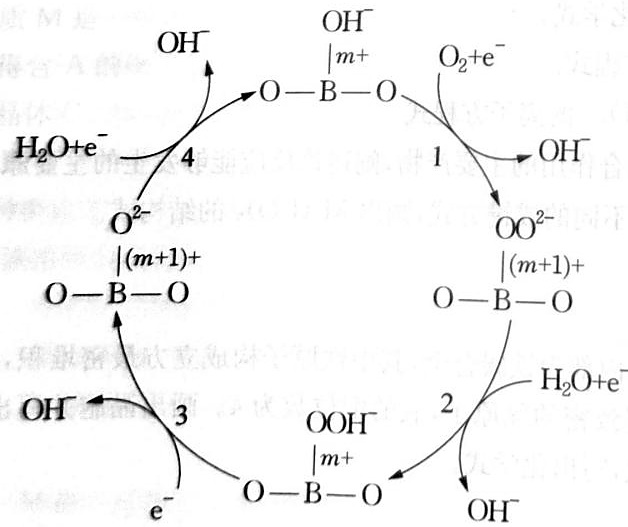 OH⁻
|m+
O—B—O
OH⁻
O₂+e⁻
1
OH⁻
OO²⁻
|(m+1)+
O—B—O
2
H₂O+e⁻
OH⁻
OOH⁻
|m+
O—B—O
3
e⁻
OH⁻
O²⁻
|(m+1)+
O—B—O
4
H₂O+e⁻